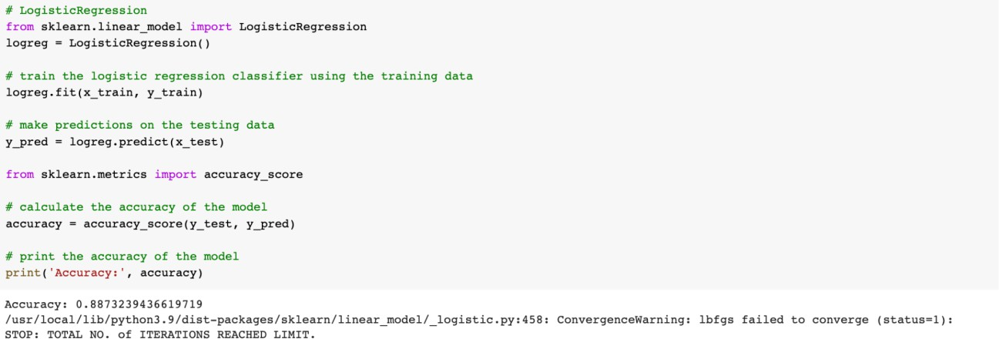 # LogisticRegression
from sklearn.linear_model import LogisticRegression
logreg = LogisticRegression()
# train the logistic regression classifier using the training data
logreg.fit(x_train, y_train)
# make predictions on the testing data
y_pred = logreg.predict(x_test)
from sklearn.metrics import accuracy_score
# calculate the accuracy of the model
accuracy = accuracy_score(y_test, y_pred)
# print the accuracy of the model
print('Accuracy:', accuracy)
Accuracy: 0.8873239436619719
/usr/local/lib/python3.9/dist-packages/sklearn/linear_model/_logistic.py:458: ConvergenceWarning: lbfgs failed to converge (status=1):
STOP: TOTAL NO. of ITERATIONS REACHED LIMIT.